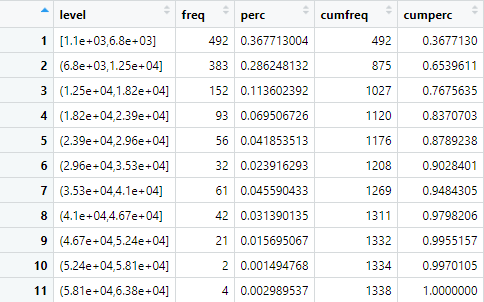 level freq perc cumfreq cumperc
1 [1.1e+03,6.8e+03] 492 0.367713004 492 0.3677130
2 (6.8e+03,1.25e+04] 383 0.286248132 875 0.6539611
3 (1.25e+04,1.82e+04] 152 0.113602392 1027 0.7675635
4 (1.82e+04,2.39e+04] 93 0.069506726 1120 0.8370703
5 (2.39e+04,2.96e+04] 56 0.041853513 1176 0.8789238
6 (2.96e+04,3.53e+04] 32 0.023916293 1208 0.9028401
7 (3.53e+04,4.1e+04] 61 0.045590433 1269 0.9484305
8 (4.1e+04,4.67e+04] 42 0.031390135 1311 0.9798206
9 (4.67e+04,5.24e+04] 21 0.015695067 1332 0.9955157
10 (5.24e+04,5.81e+04] 2 0.001494768 1334 0.9970105
11 (5.81e+04,6.38e+04] 4 0.002989537 1338 1.0000000